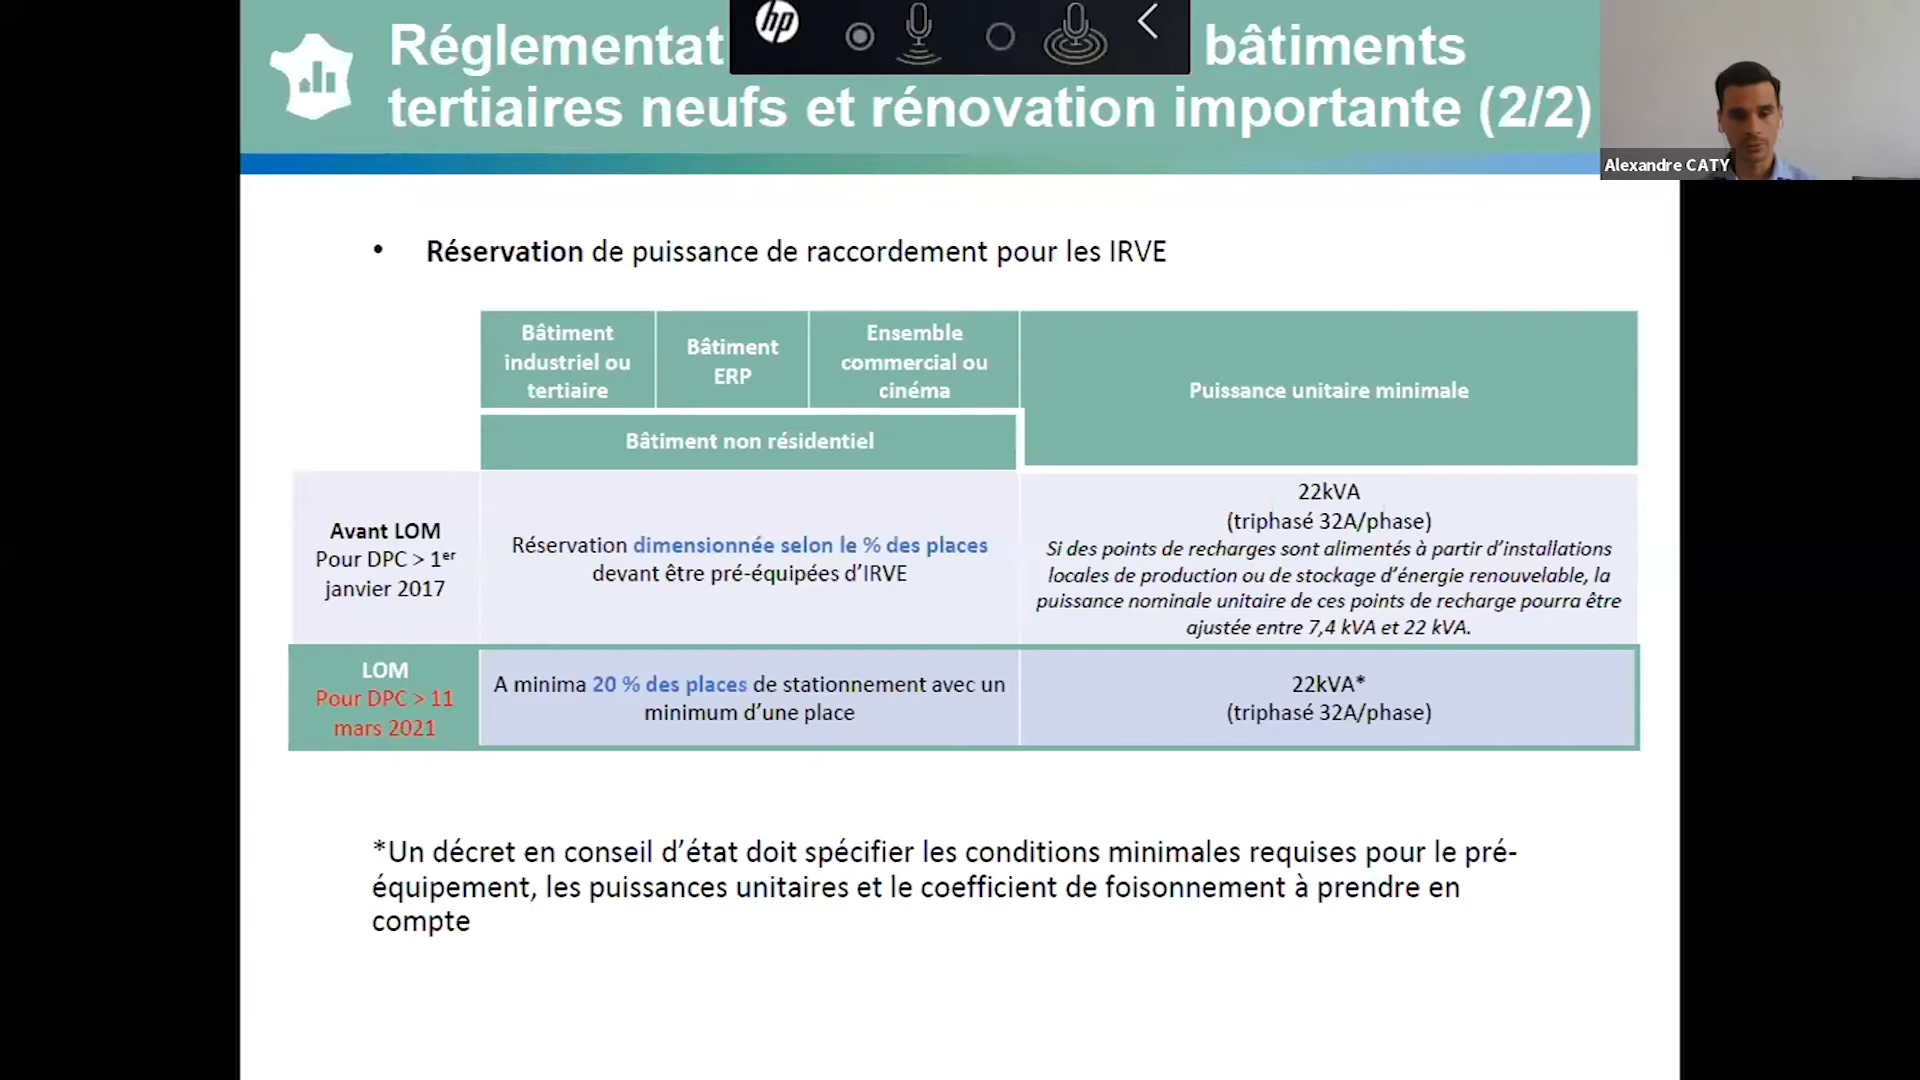 hp
Réglementat bâtiments
tertiaires neufs et rénovation importante (2/2)
Alexandre CATY
• Réservation de puissance de raccordement pour les IRVE
Bâtiment
industriel ou
tertiaire
Bâtiment
ERP
Ensemble
commercial ou
cinéma
Puissance unitaire minimale
Bâtiment non résidentiel
Avant LOM
Pour DPC > 1er
janvier 2017
Réservation dimensionnée selon le % des places
devant être pré-équipées d’IRVE
22kVA
(triphasé 32A/phase)
Si des points de recharges sont alimentés à partir d’installations
locales de production ou de stockage d’énergie renouvelable, la
puissance nominale unitaire de ces points de recharge pourra être
ajustée entre 7,4 kVA et 22 kVA.
LOM
Pour DPC > 11
mars 2021
A minima 20 % des places de stationnement avec un
minimum d’une place
22kVA*
(triphasé 32A/phase)
*Un décret en conseil d’état doit spécifier les conditions minimales requises pour le pré-
équipement, les puissances unitaires et le coefficient de foisonnement à prendre en
compte